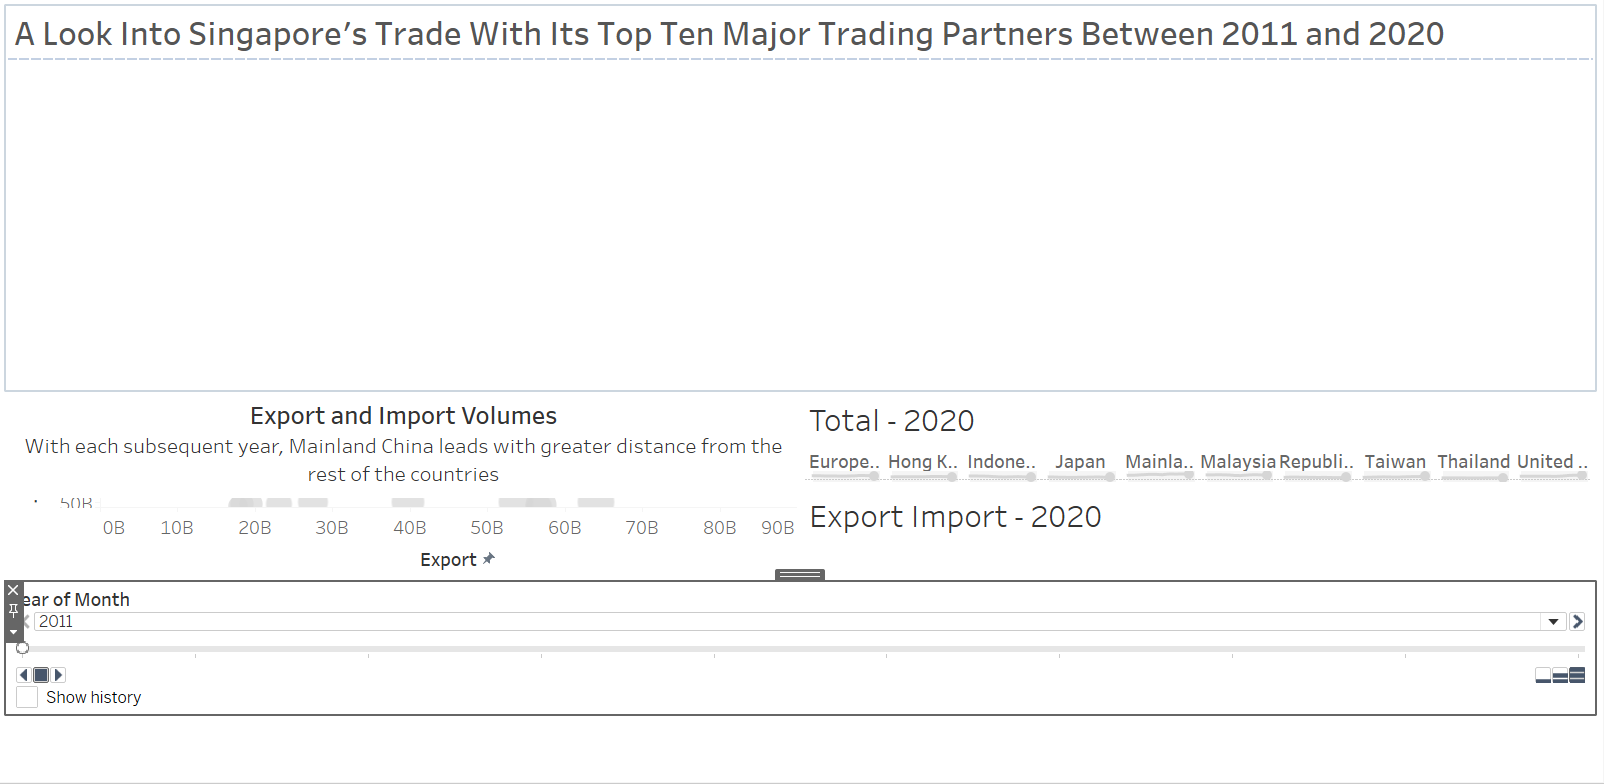 A Look Into Singapore's Trade With Its Top Ten Major Trading Partners Between 2011 and 2020
Export and Import Volumes
With each subsequent year, Mainland China leads with greater distance from the
rest of the countries
50B
0B 10B 20B 30B 40B 50B 60B 70B 80B 90B
Export
Total - 2020
Europe.. Hong K.. Indone.. Japan Mainla.. Malaysia Republi.. Taiwan Thailand United ..
Export Import - 2020
ear of Month
2011
Show history